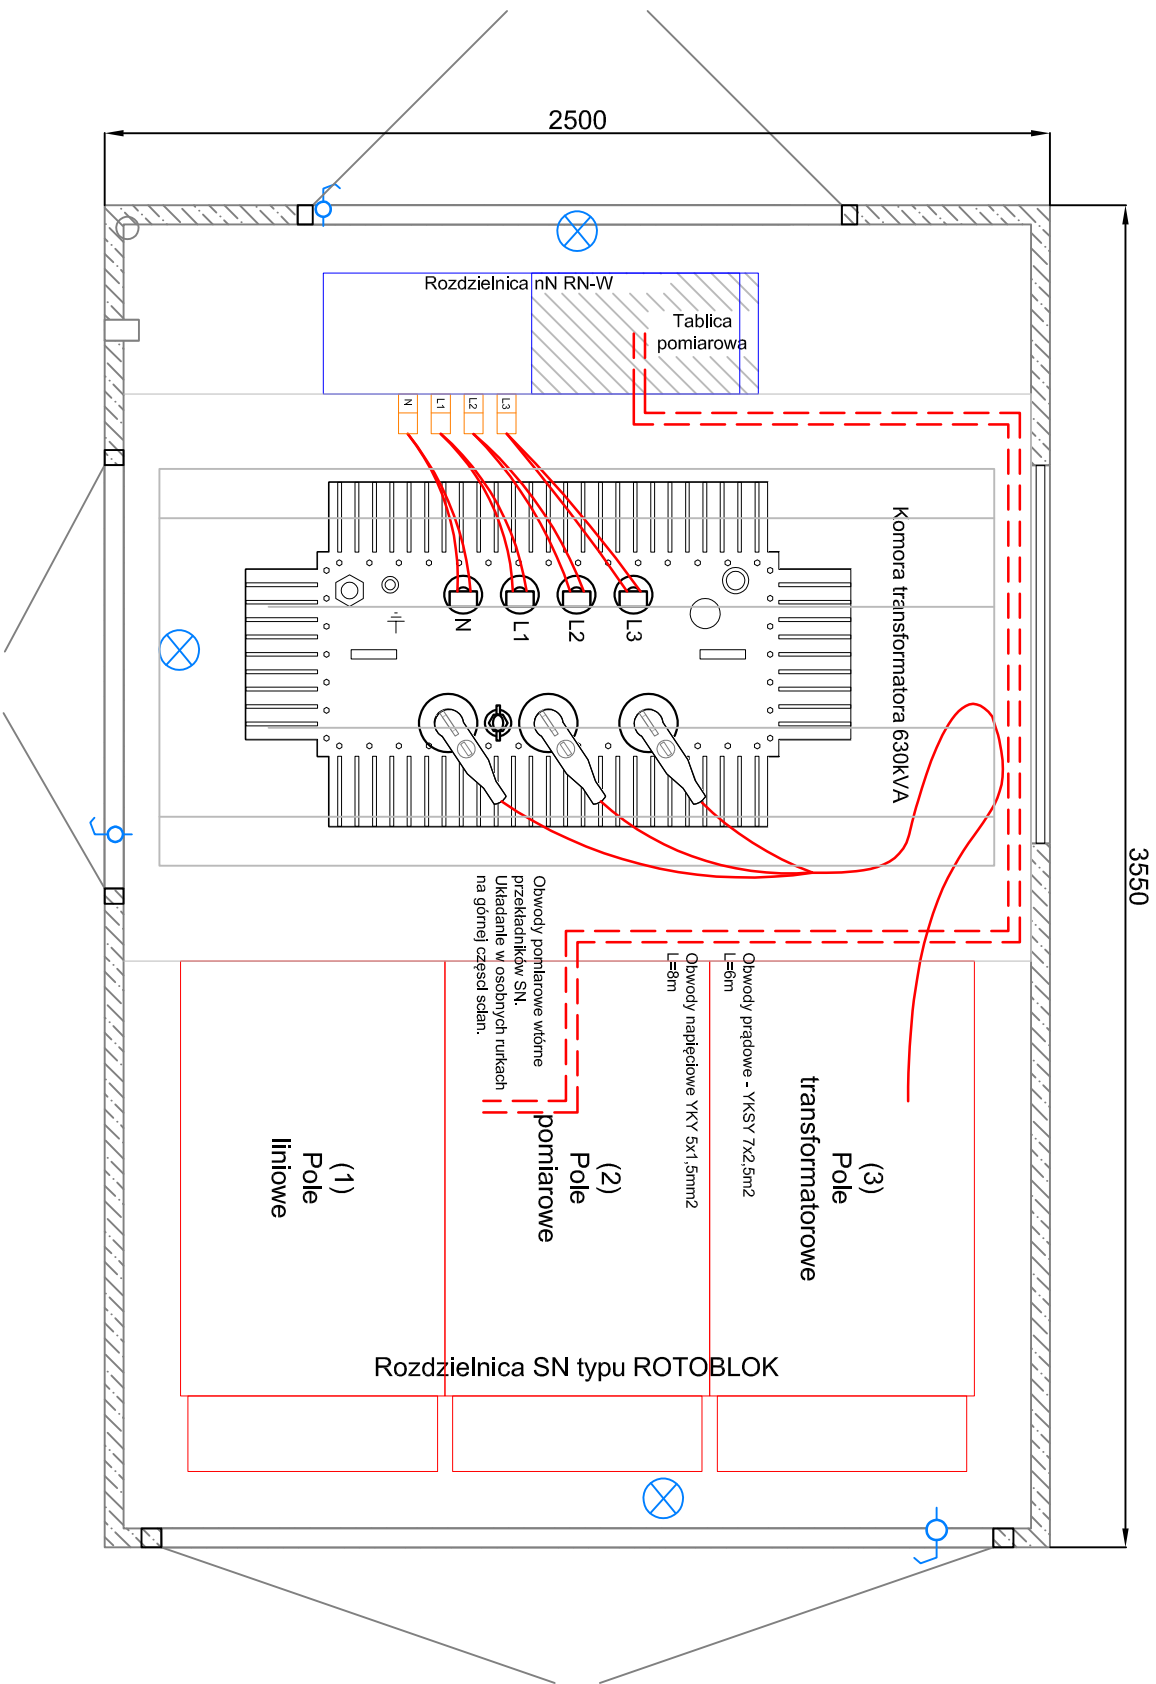 2500
Rozdzielnica nN RN-W
Tablica
pomiarowa
N
L1
L2
L3
Komora transformatora 630kVA
N
L1
L2
L3
3550
Obwody pomiarowe wtórne
przekładników SN.
Układanie w osobnych rurkach
na górnej części ścian.
Obwody prądowe - YKSY 7x2,5m2
L=6m
Obwody napięciowe YKY 5x1,5mm2
L=8m
(1)
Pole
liniowe
(2)
Pole
pomiarowe
(3)
Pole
transformatorowe
Rozdzielnica SN typu ROTOBLOK